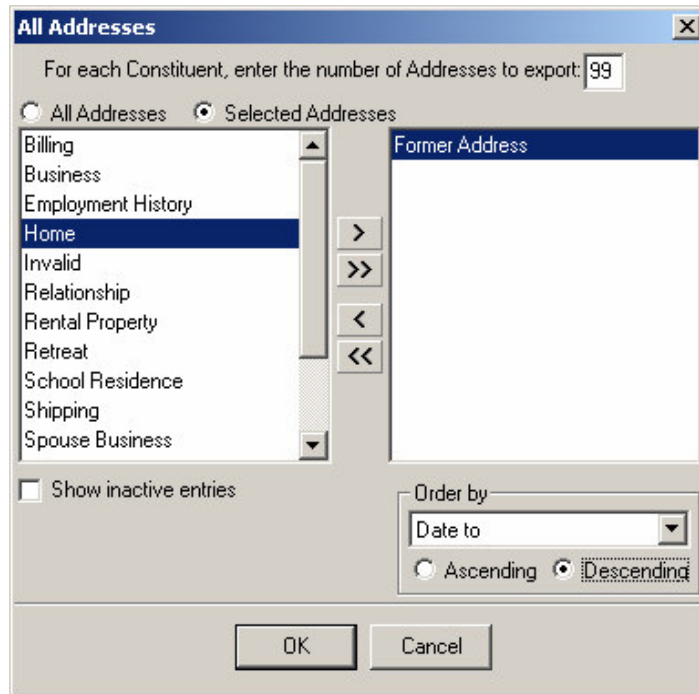 All Addresses
For each Constituent, enter the number of Addresses to export: 99
All Addresses Selected Addresses
Billing
Business
Employment History
Home
Invalid
Relationship
Rental Property
Retreat
School Residence
Shipping
Spouse Business
>
>>
<
<<
Former Address
Show inactive entries
Order by
Date to
Ascending Descending
OK Cancel